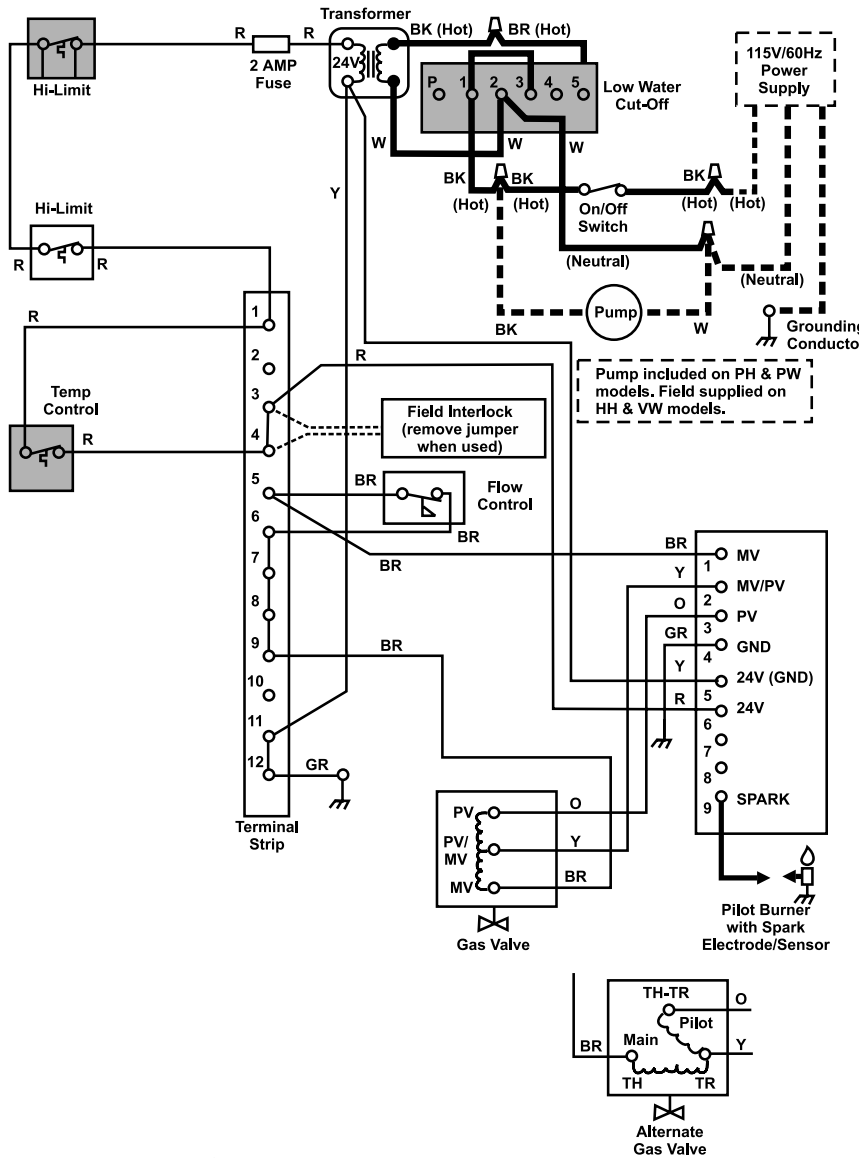 Transformer
R
R
BK (Hot)
BR (Hot)
2 AMP
Fuse
24V
Hi-Limit
P
1
2
3
4
5
Low Water
Cut-Off
115V/60Hz
Power
Supply
W
W
W
BK
(Hot)
BK
(Hot)
On/Off
Switch
BK
(Hot)
(Hot)
Y
Hi-Limit
R
R
(Neutral)
(Neutral)
Pump
BK
W
Grounding
Conducto
Pump included on PH & PW
models. Field supplied on
HH & VW models.
R
R
Temp
Control
R
1
2
3
4
5
6
7
8
9
10
11
12
Field Interlock
(remove jumper
when used)
BR
Flow
Control
BR
BR
BR
GR
Terminal
Strip
BR
MV
1
Y
MV/PV
2
O
PV
3
GR
GND
4
Y
24V (GND)
5
R
24V
6
7
8
9
SPARK
PV
O
PV/
MV
Y
MV
BR
Gas Valve
Pilot Burner
with Spark
Electrode/Sensor
TH-TR
O
Pilot
BR
Main
Y
TH
TR
Alternate
Gas Valve